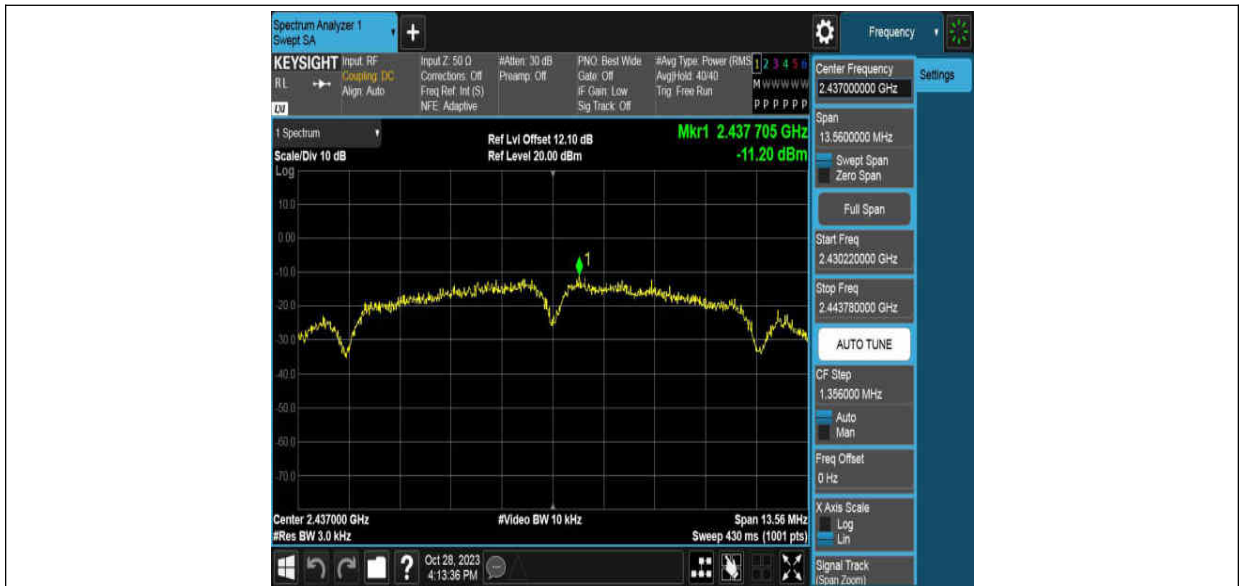 Spectrum Analyzer 1
Swept SA
+
Frequency
KEYSIGHT
RL
LXI
Input: RF
Coupling: DC
Align: Auto
Input Z: 50 Ω
Corrections: Off
Freq Ref: Int (S)
NFE: Adaptive
#Atten: 30 dB
Preamp: Off
PNO: Best Wide
Gate: Off
IF Gain: Low
Sig Track: Off
#Avg Type: Power (RMS
Avg|Hold: 40/40
Trig: Free Run
1 2 3 4 5 6
M W W W W W
P P P P P P
Center Frequency
2.437000000 GHz
Settings
Span
13.5600000 MHz
Swept Span
Zero Span
Full Span
Start Freq
2.430220000 GHz
Stop Freq
2.443780000 GHz
AUTO TUNE
CF Step
1.356000 MHz
Auto
Man
Freq Offset
0 Hz
X Axis Scale
Log
Lin
Signal Track
(Span Zoom)
1 Spectrum
Scale/Div 10 dB
Log
Ref Lvl Offset 12.10 dB
Ref Level 20.00 dBm
Mkr1 2.437 705 GHz
-11.20 dBm
10.0
0.00
-10.0
-20.0
-30.0
-40.0
-50.0
-60.0
-70.0
1
Center 2.437000 GHz
#Res BW 3.0 kHz
#Video BW 10 kHz
Span 13.56 MHz
Sweep 430 ms (1001 pts)
?
Oct 28, 2023
4:13:36 PM